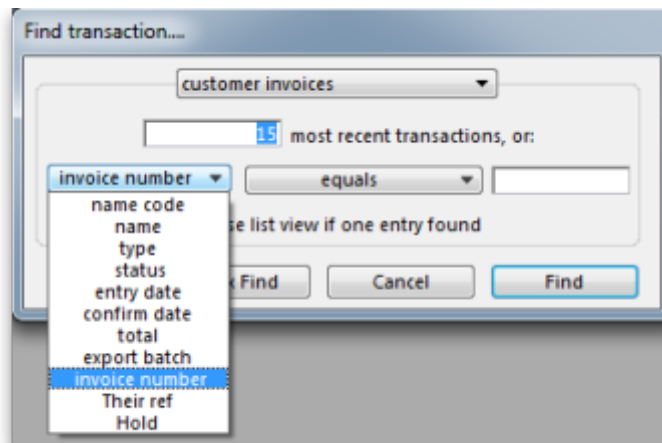 Find transaction....
customer invoices
15 most recent transactions, or:
invoice number equals
name code
name
se list view if one entry found
type
status
entry date
Find Cancel Find
confirm date
total
export batch
invoice number
Their ref
Hold